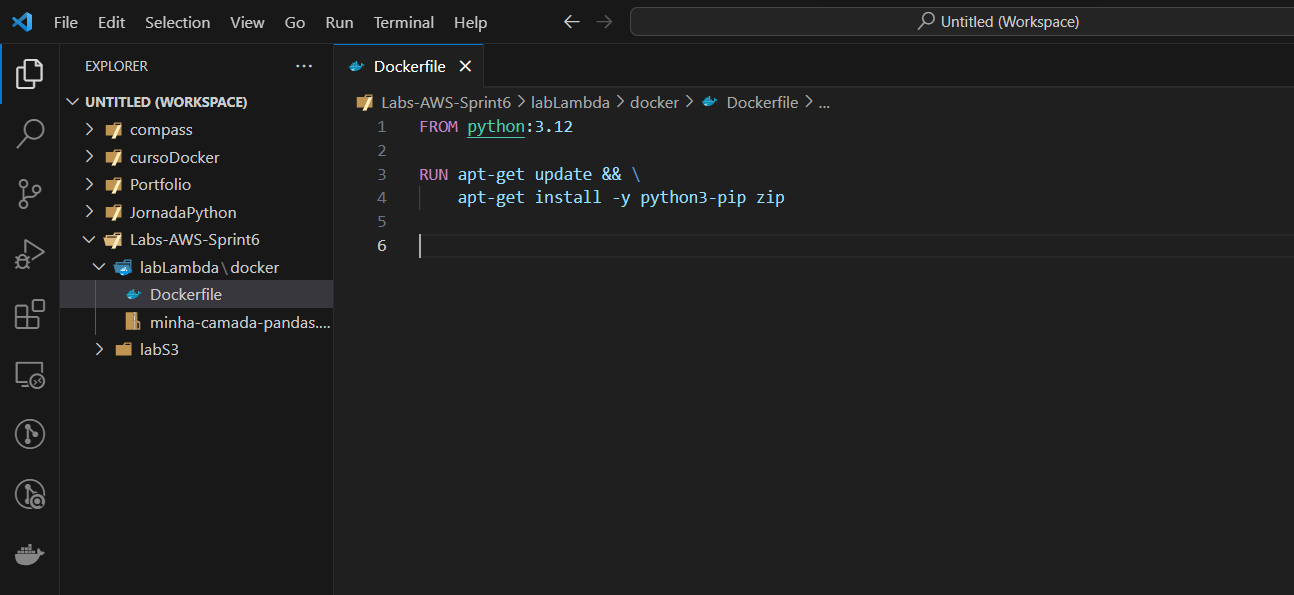 File Edit Selection View Go Run Terminal Help
Untitled (Workspace)
EXPLORER
UNTITLED (WORKSPACE)
compass
cursoDocker
Portfolio
JornadaPython
Labs-AWS-Sprint6
labLambda\docker
Dockerfile
minha-camada-pandas....
labS3
Dockerfile
Labs-AWS-Sprint6 > labLambda > docker > Dockerfile > ...
1 FROM python:3.12
2
3 RUN apt-get update && \
4 apt-get install -y python3-pip zip
5
6